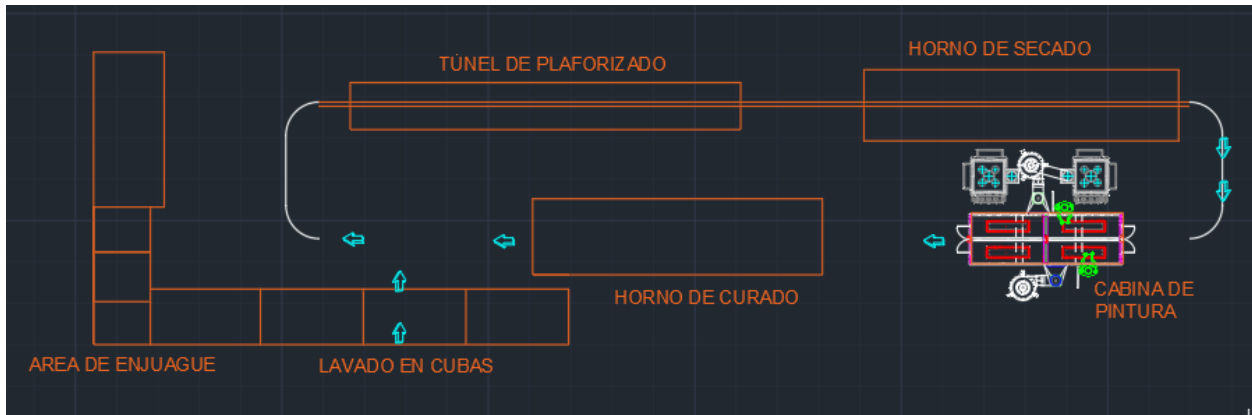 HORNO DE SECADO
TÚNEL DE PLAFORIZADO
HORNO DE CURADO
CABINA DE
PINTURA
AREA DE ENJUAGUE
LAVADO EN CUBAS